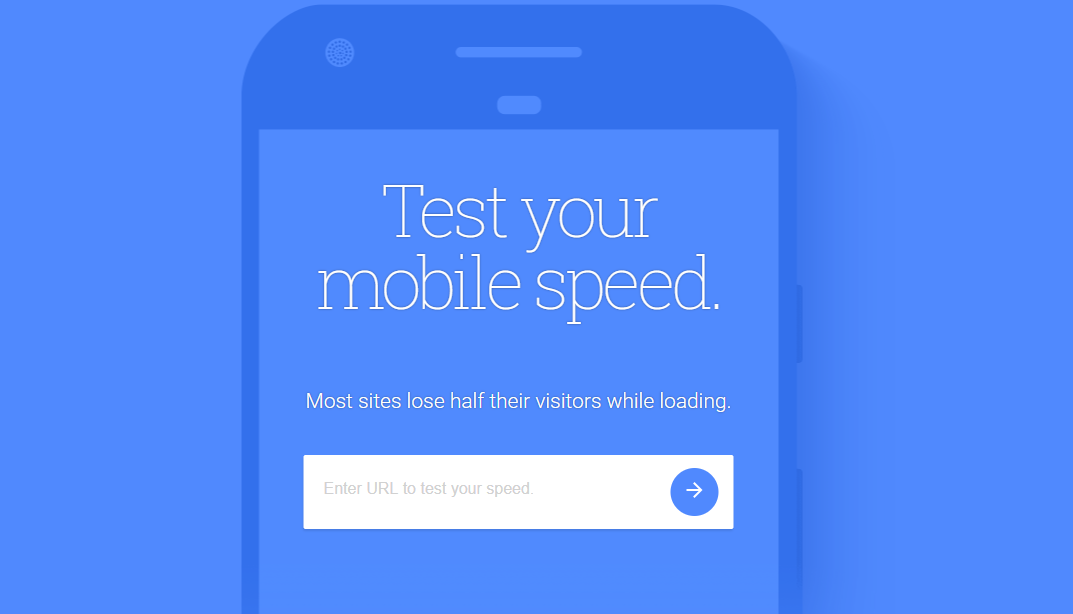 Test your
mobile speed.
Most sites lose half their visitors while loading.
Enter URL to test your speed.